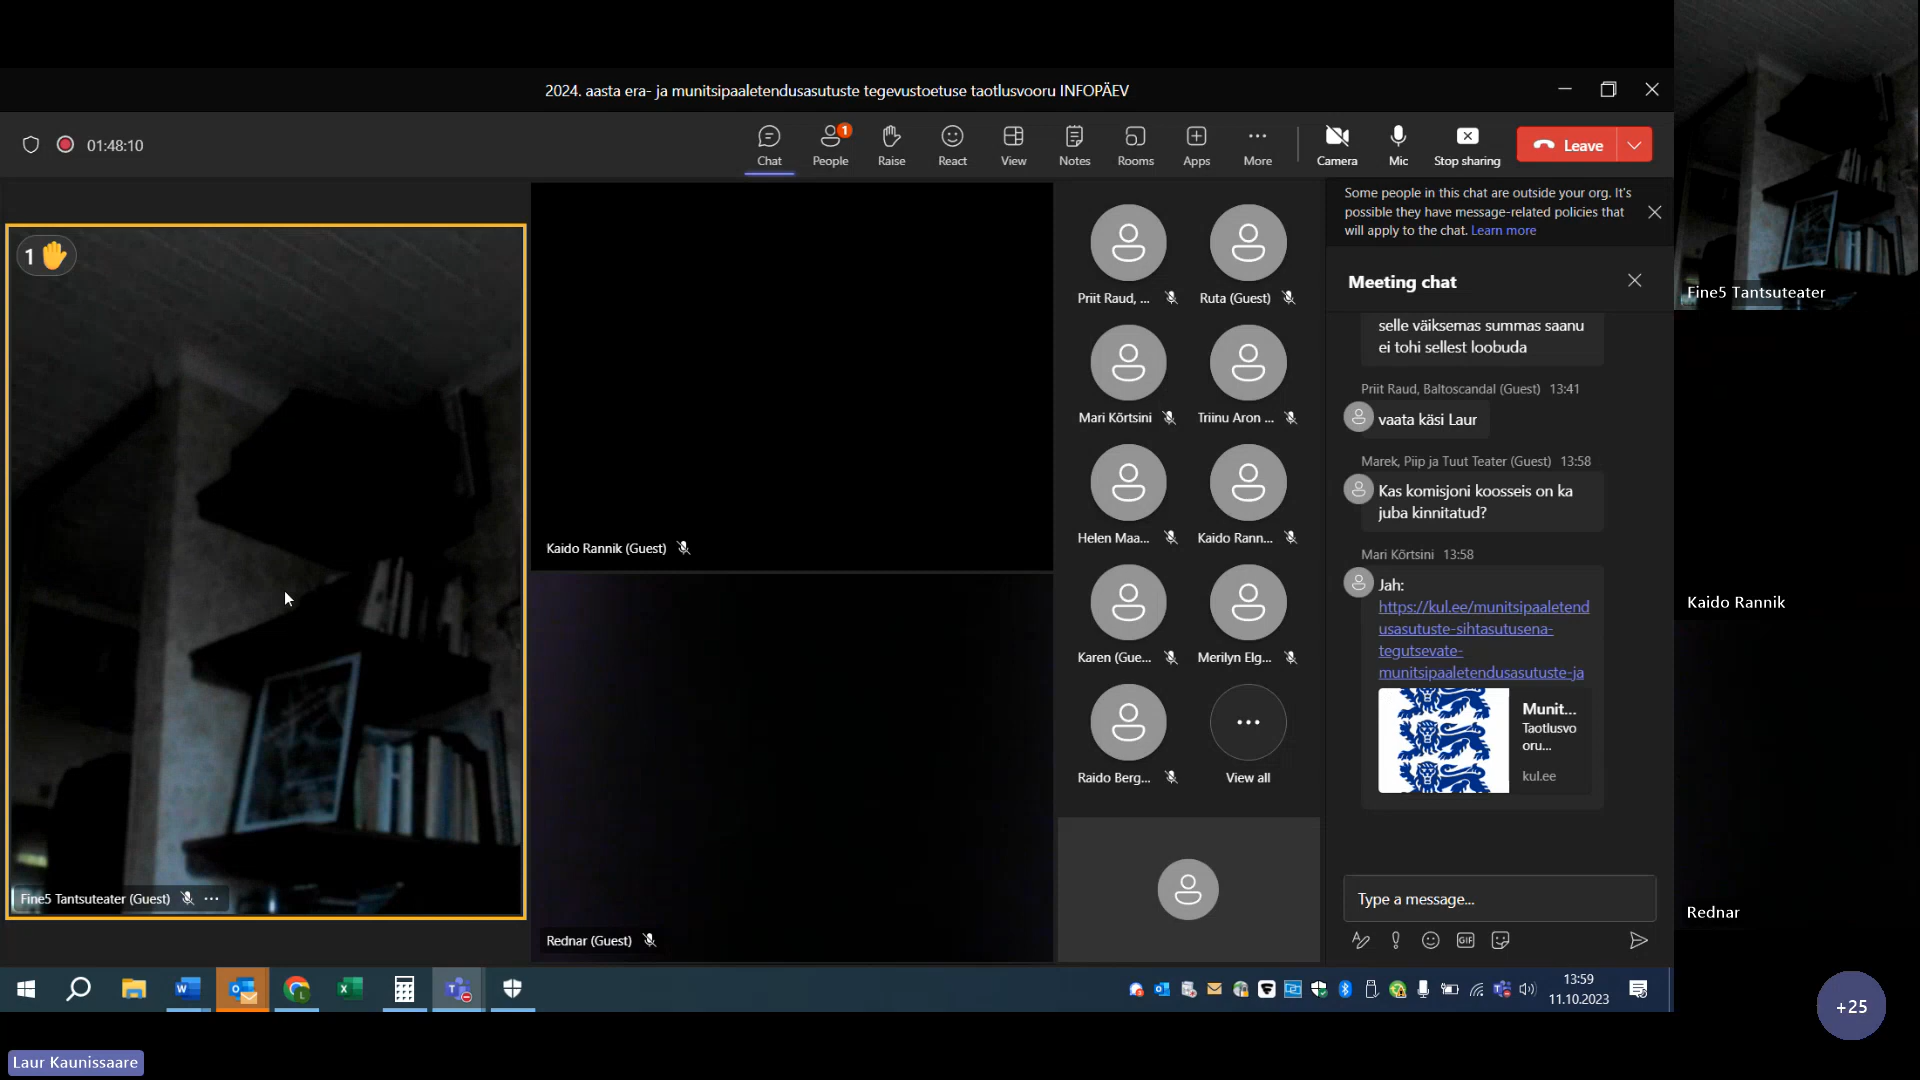 2024. aasta era- ja munitsipaaletendusasutuste tegevustoetuse taotlusvooru INFOPÄEV
01:48:10
Chat
1
People
Raise
React
View
Notes
Rooms
Apps
More
Camera
Mic
Stop sharing
Leave
1
Fine5 Tantsuteater (Guest)
Kaido Rannik (Guest)
Rednar (Guest)
Priit Raud, ...
Ruta (Guest)
Mari Kõrtsini
Triinu Aron ...
Helen Maa...
Kaido Rann...
Karen (Gue...
Merilyn Elg...
Raido Berg...
View all
Some people in this chat are outside your org. It's
possible they have message-related policies that
will apply to the chat. Learn more
Meeting chat
selle väiksemas summas saanu
ei tohi sellest loobuda
Priit Raud, Baltoscandal (Guest) 13:41
vaata käsi Laur
Marek, Piip ja Tuut Teater (Guest) 13:58
Kas komisjoni koosseis on ka
juba kinnitatud?
Mari Kõrtsini 13:58
Jah:
https://kul.ee/munitsipaaletend
usasutuste-sihtasutusena-
tegutsevate-
munitsipaaletendusasutuste-ja
Munit...
Taotlusvo
oru...
kul.ee
Type a message...
GIF
13:59
11.10.2023
Fine5 Tantsuteater
Kaido Rannik
Rednar
+25
Laur Kaunissaare